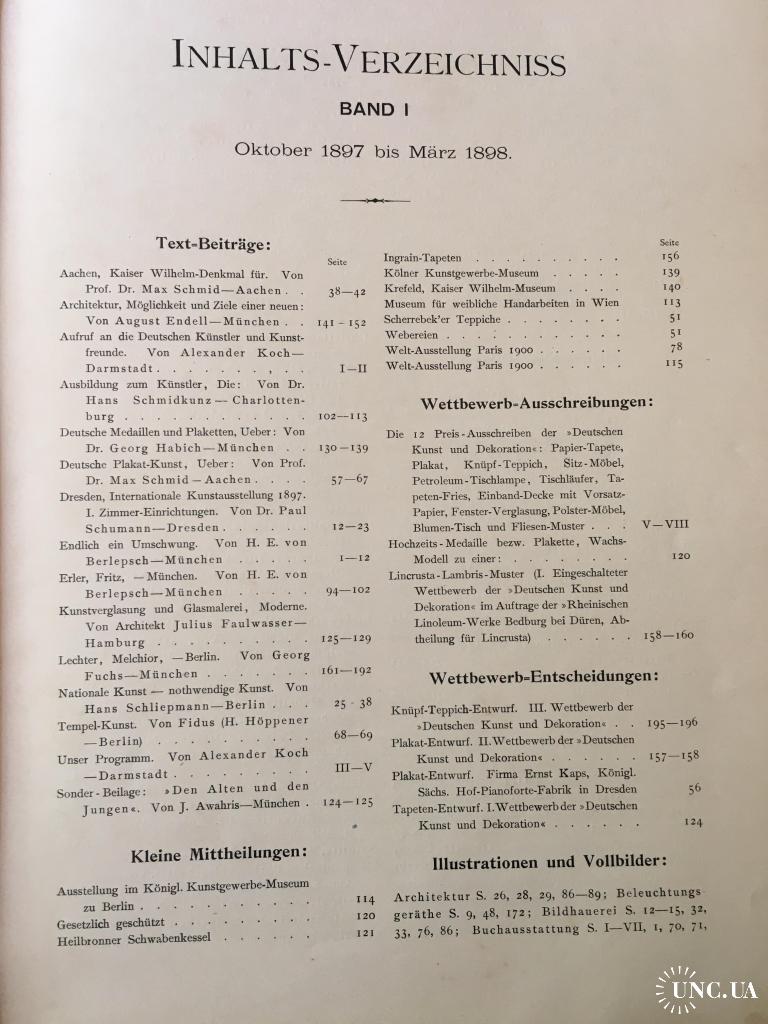 INHALTS-VERZEICHNISS
BAND I
Oktober 1897 bis März 1898.
Text-Beiträge:
Seite
Aachen, Kaiser Wilhelm-Denkmal für. Von
Prof. Dr. Max Schmid—Aachen . . 38—42
Architektur, Möglichkeit und Ziele einer neuen:
Von August Endell—München . . 141—152
Aufruf an die Deutschen Künstler und Kunst-
freunde. Von Alexander Koch—
Darmstadt . . . . . . . . , . . I—II
Ausbildung zum Künstler, Die: Von Dr.
Hans Schmidkunz—Charlotten-
burg . . . . . . . . . . . . 102—113
Deutsche Medaillen und Plaketten, Ueber: Von
Dr. Georg Habich—München . . 130—139
Deutsche Plakat-Kunst, Ueber: Von Prof.
Dr. Max Schmid—Aachen . . . . 57—67
Dresden, Internationale Kunstausstellung 1897.
I. Zimmer-Einrichtungen. Von Dr. Paul
Schumann—Dresden . . . . . . 12—23
Endlich ein Umschwung. Von H. E. von
Berlepsch—München . . . . . 1—12
Erler, Fritz, —München. Von H. E. von
Berlepsch—München . . . . . 94—102
Kunstverglasung und Glasmalerei, Moderne.
Von Architekt Julius Faulwasser—
Hamburg . . . . . . . . . . 125—129
Lechter, Melchior, —Berlin. Von Georg
Fuchs—München . . . . . . . 161—192
Nationale Kunst — nothwendige Kunst. Von
Hans Schliepmann—Berlin . . . 25-38
Tempel-Kunst. Von Fidus (H. Höppener
—Berlin) . . . . . . . . . . 68—69
Unser Programm. Von Alexander Koch
—Darmstadt . . . . . . . . . III—V
Sonder-Beilage: »Den Alten und den
Jungen«. Von J. Awahris—München . 124—125
Kleine Mittheilungen:
Ausstellung im Königl. Kunstgewerbe-Museum
zu Berlin . . . . . . . . . . . 114
Gesetzlich geschützt . . . . . . . . . 120
Heilbronner Schwabenkessel . . . . . . 121
Seite
Ingrain-Tapeten . . . . . . . . . . 156
Kölner Kunstgewerbe-Museum . . . . . 139
Krefeld, Kaiser Wilhelm-Museum . . . . 140
Museum für weibliche Handarbeiten in Wien 113
Scherrebek'er Teppiche . . . . . . . . 51
Webereien . . . . . . . . . . . . 51
Welt-Ausstellung Paris 1900 . . . . . . 78
Welt-Ausstellung Paris 1900 . . . . . . 115
Wettbewerb-Ausschreibungen:
Die 12 Preis-Ausschreiben der »Deutschen
Kunst und Dekoration«: Papier-Tapete,
Plakat, Knüpf-Teppich, Sitz-Möbel,
Petroleum-Tischlampe, Tischläufer, Ta-
peten-Fries, Einband-Decke mit Vorsatz-
Papier, Fenster-Verglasung, Polster-Möbel,
Blumen-Tisch und Fliesen-Muster . . . V—VIII
Hochzeits-Medaille bezw. Plakette, Wachs-
Modell zu einer: . . . . . . . . 120
Lincrusta-Lambris-Muster (I. Eingeschalteter
Wettbewerb der »Deutschen Kunst und
Dekoration« im Auftrage der »Rheinischen
Linoleum-Werke Bedburg bei Düren, Ab-
theilung für Lincrusta) . . . . . . 158—160
Wettbewerb-Entscheidungen:
Knüpf-Teppich-Entwurf. III. Wettbewerb der
»Deutschen Kunst und Dekoration« . . 195—196
Plakat-Entwurf. II. Wettbewerb der »Deutschen
Kunst und Dekoration« . . . . . . 157—158
Plakat-Entwurf. Firma Ernst Kaps, Königl.
Sächs. Hof-Pianoforte-Fabrik in Dresden 56
Tapeten-Entwurf. I. Wettbewerb der »Deutschen
Kunst und Dekoration« . . . . . . 124
Illustrationen und Vollbilder:
Architektur S. 26, 28, 29, 86—89; Beleuchtungs-
geräthe S. 9, 48, 172; Bildhauerei S. 12—15, 32,
33, 76, 86; Buchausstattung S. I—VII, 1, 70, 71,
UNC.UA